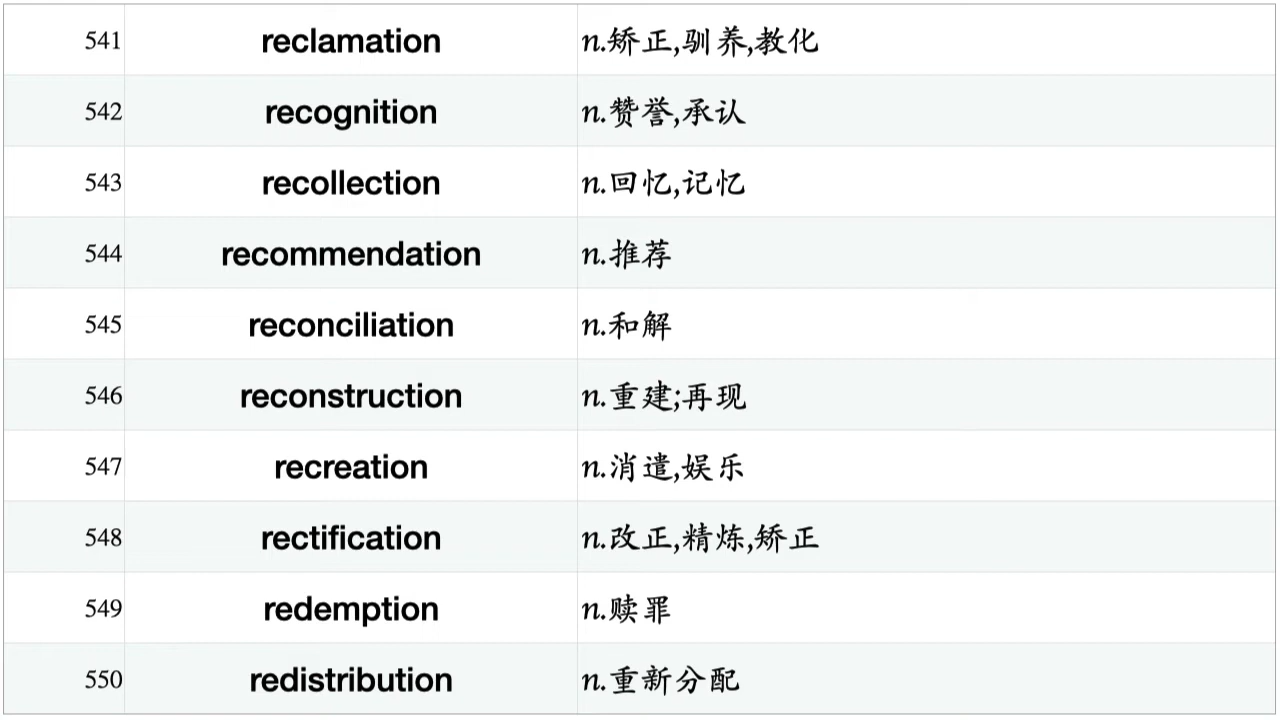 541 reclamation n.矫正,驯养,教化
542 recognition n.赞誉,承认
543 recollection n.回忆,记忆
544 recommendation n.推荐
545 reconciliation n.和解
546 reconstruction n.重建;再现
547 recreation n.消遣,娱乐
548 rectification n.改正,精炼,矫正
549 redemption n.赎罪
550 redistribution n.重新分配